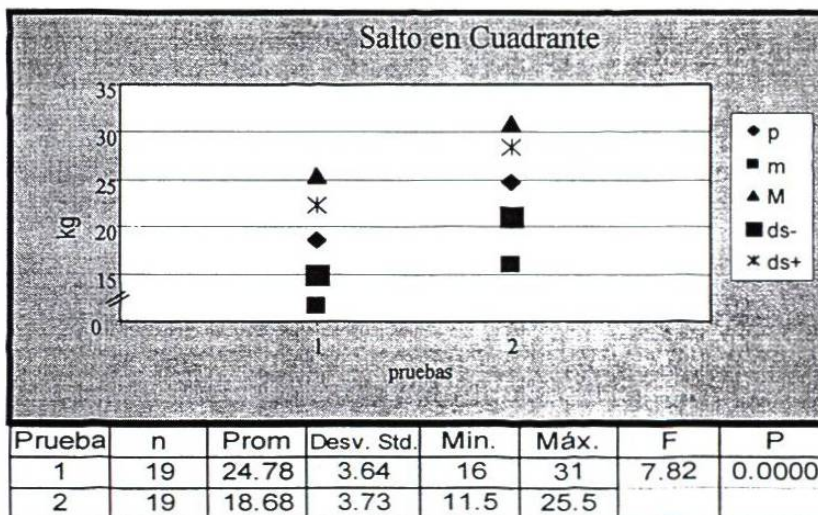 Salto en Cuadrante
35
30
25
20
15
0
kg
1 2
pruebas
p
m
M
ds-
ds+
Prueba n Prom Desv. Std. Min. Máx. F P
1 19 24.78 3.64 16 31 7.82 0.0000
2 19 18.68 3.73 11.5 25.5